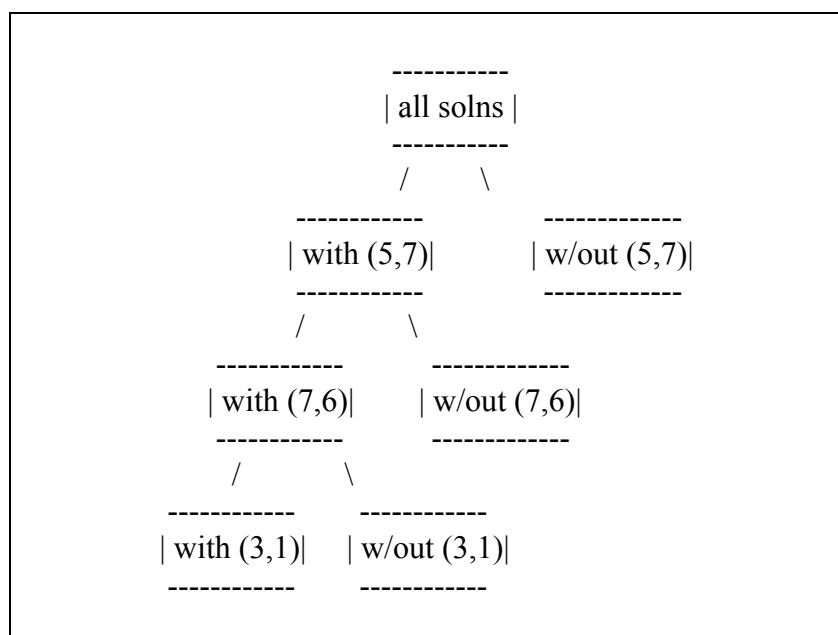 -----------
| all solns |
-----------
/ \
------------ -------------
| with (5,7)| | w/out (5,7)|
------------ -------------
/ \
------------ -------------
| with (7,6)| | w/out (7,6)|
------------ -------------
/ \
------------ ------------
| with (3,1)| | w/out (3,1)|
------------ ------------